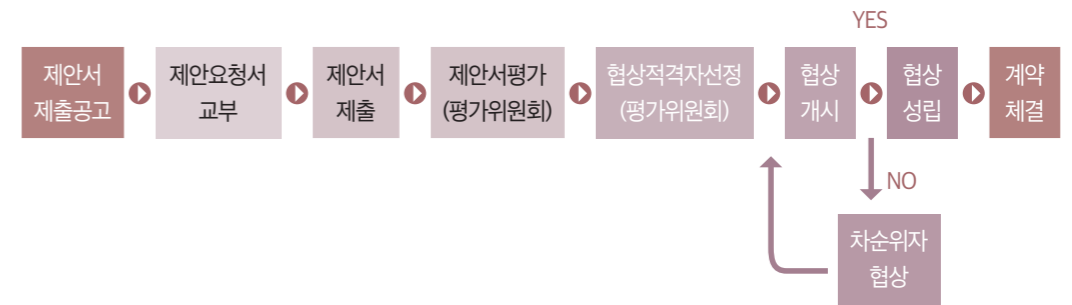 YES
제안서
제출공고
제안요청서
교부
제안서
제출
제안서평가
(평가위원회)
협상적격자선정
(평가위원회)
협상
개시
협상
성립
계약
체결
NO
차순위자
협상